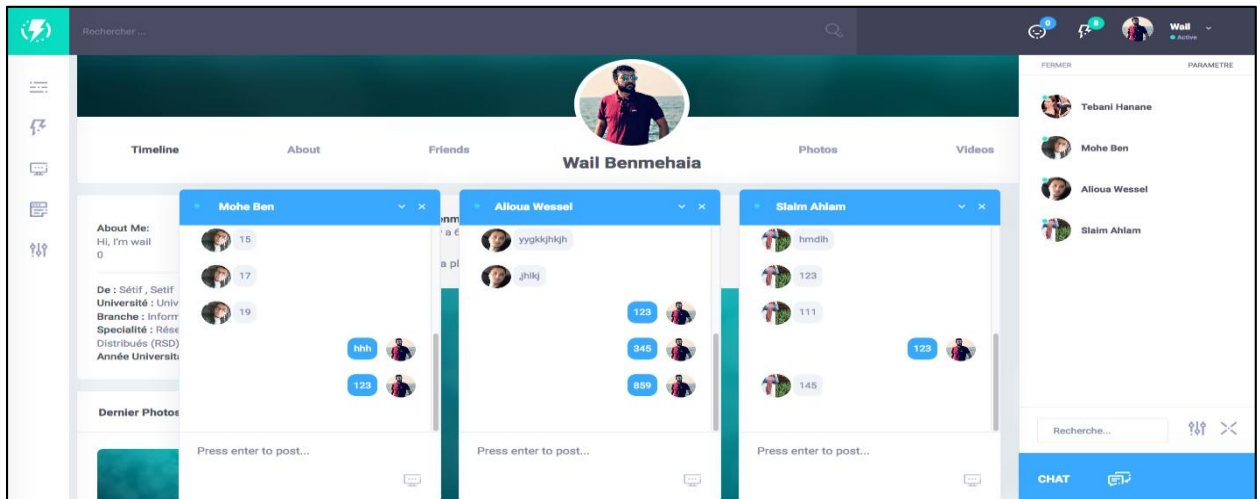 Rechercher ...
0
8
Wail
Active
FERMER
PARAMETRE
Timeline
About
Friends
Wail Benmehaia
Photos
Videos
About Me:
Hi, I'm wail
0
De : Sétif , Setif
Université : Univ
Branche : Inform
Specialité : Rése
Distribués (RSD)
Année Universita
Dernier Photos
Mohe Ben
15
17
19
hhh
123
Press enter to post...
Alioua Wessel
yygkkjhkjh
,jhlkj
123
345
859
Press enter to post...
Slaim Ahlam
hmdlh
123
111
123
145
Press enter to post...
Tebani Hanane
Mohe Ben
Alioua Wessel
Slaim Ahlam
Recherche...
CHAT